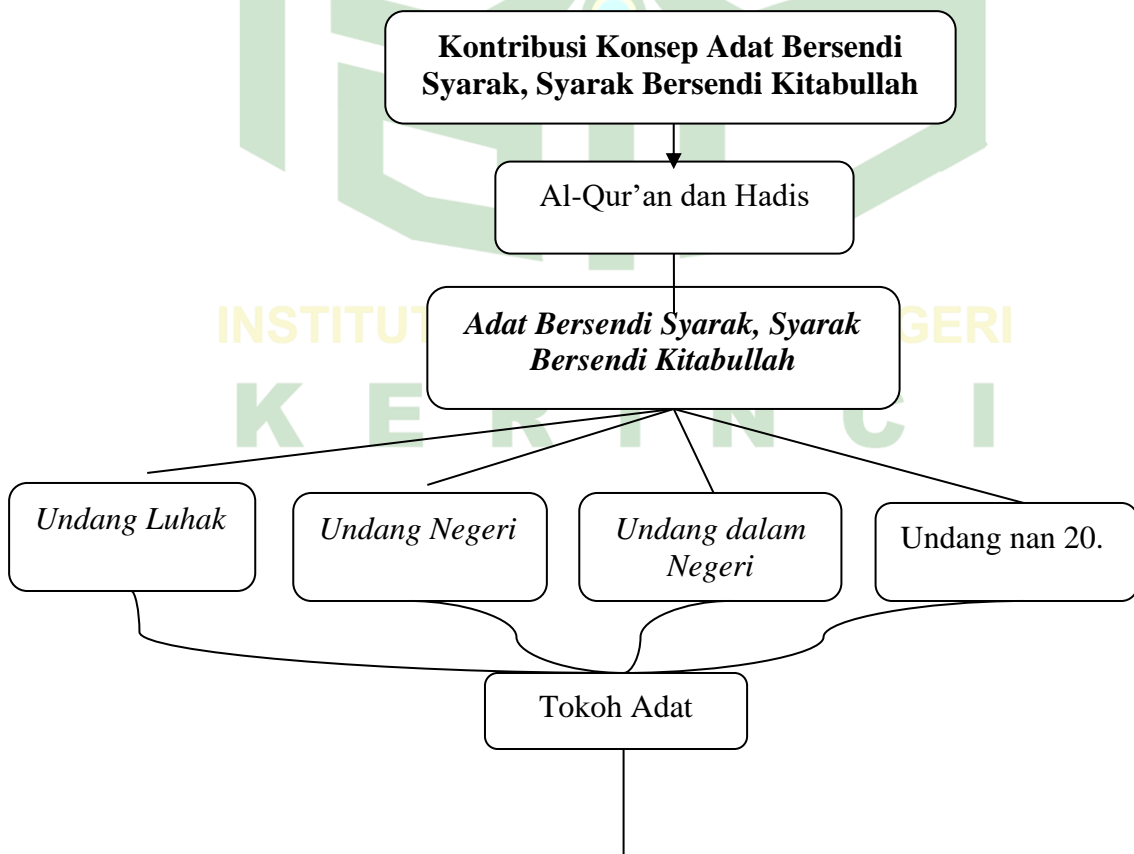 Kontribusi Konsep Adat Bersendi
Syarak, Syarak Bersendi Kitabullah
Al-Qur’an dan Hadis
Adat Bersendi Syarak, Syarak
Bersendi Kitabullah
INSTITUT
GERI
KERINCI
Undang Luhak
Undang Negeri
Undang dalam
Negeri
Undang nan 20.
Tokoh Adat